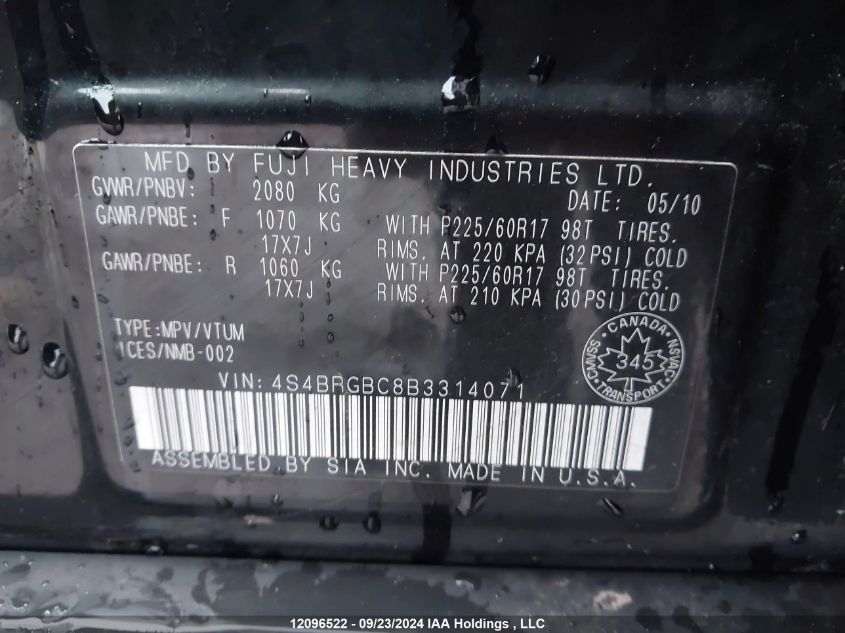 MFD BY FUJI HEAVY INDUSTRIES LTD.
GVWR/PNBV: 2080 KG DATE: 05/10
GAWR/PNBE: F 1070 KG WITH P225/60R17 98T TIRES.
17X7J RIMS. AT 220 KPA (32PSI) COLD
GAWR/PNBE: R 1060 KG WITH P225/60R17 98T TIRES.
17X7J RIMS. AT 210 KPA (30PSI) COLD
TYPE:MPV/VTUM
ICES/NMB-002
CANADA
CMVSS 345 NSVAC
TRANSPORT
VIN: 4S4BRGBC8B3314071
ASSEMBLED BY SIA INC. MADE IN U.S.A.
12096522 - 09/23/2024 IAA Holdings , LLC